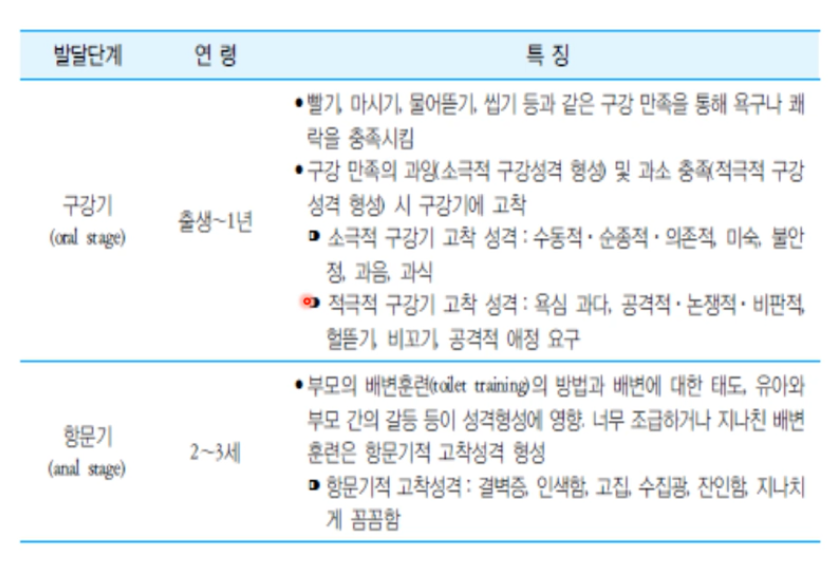 발달단계 연 령 특 징
• 빨기, 마시기, 물어뜯기, 씹기 등과 같은 구강 만족을 통해 욕구나 쾌
락을 충족시킴
• 구강 만족의 과잉(소극적 구강성격 형성) 및 과소 충족(적극적 구강
성격 형성) 시 구강기에 고착
구강기
(oral stage)
출생~1년
소극적 구강기 고착 성격 : 수동적·순종적·의존적, 미숙, 불안
정, 과음, 과식
적극적 구강기 고착 성격 : 욕심 과다, 공격적·논쟁적·비판적,
헐뜯기, 비꼬기, 공격적 애정 요구
• 부모의 배변훈련(toilet training)의 방법과 배변에 대한 태도, 유아와
부모 간의 갈등 등이 성격형성에 영향. 너무 조급하거나 지나친 배변
훈련은 항문기적 고착성격 형성
항문기
(anal stage)
2~3세
항문기적 고착성격 : 결벽증, 인색함, 고집, 수집광, 잔인함, 지나치
게 꼼꼼함